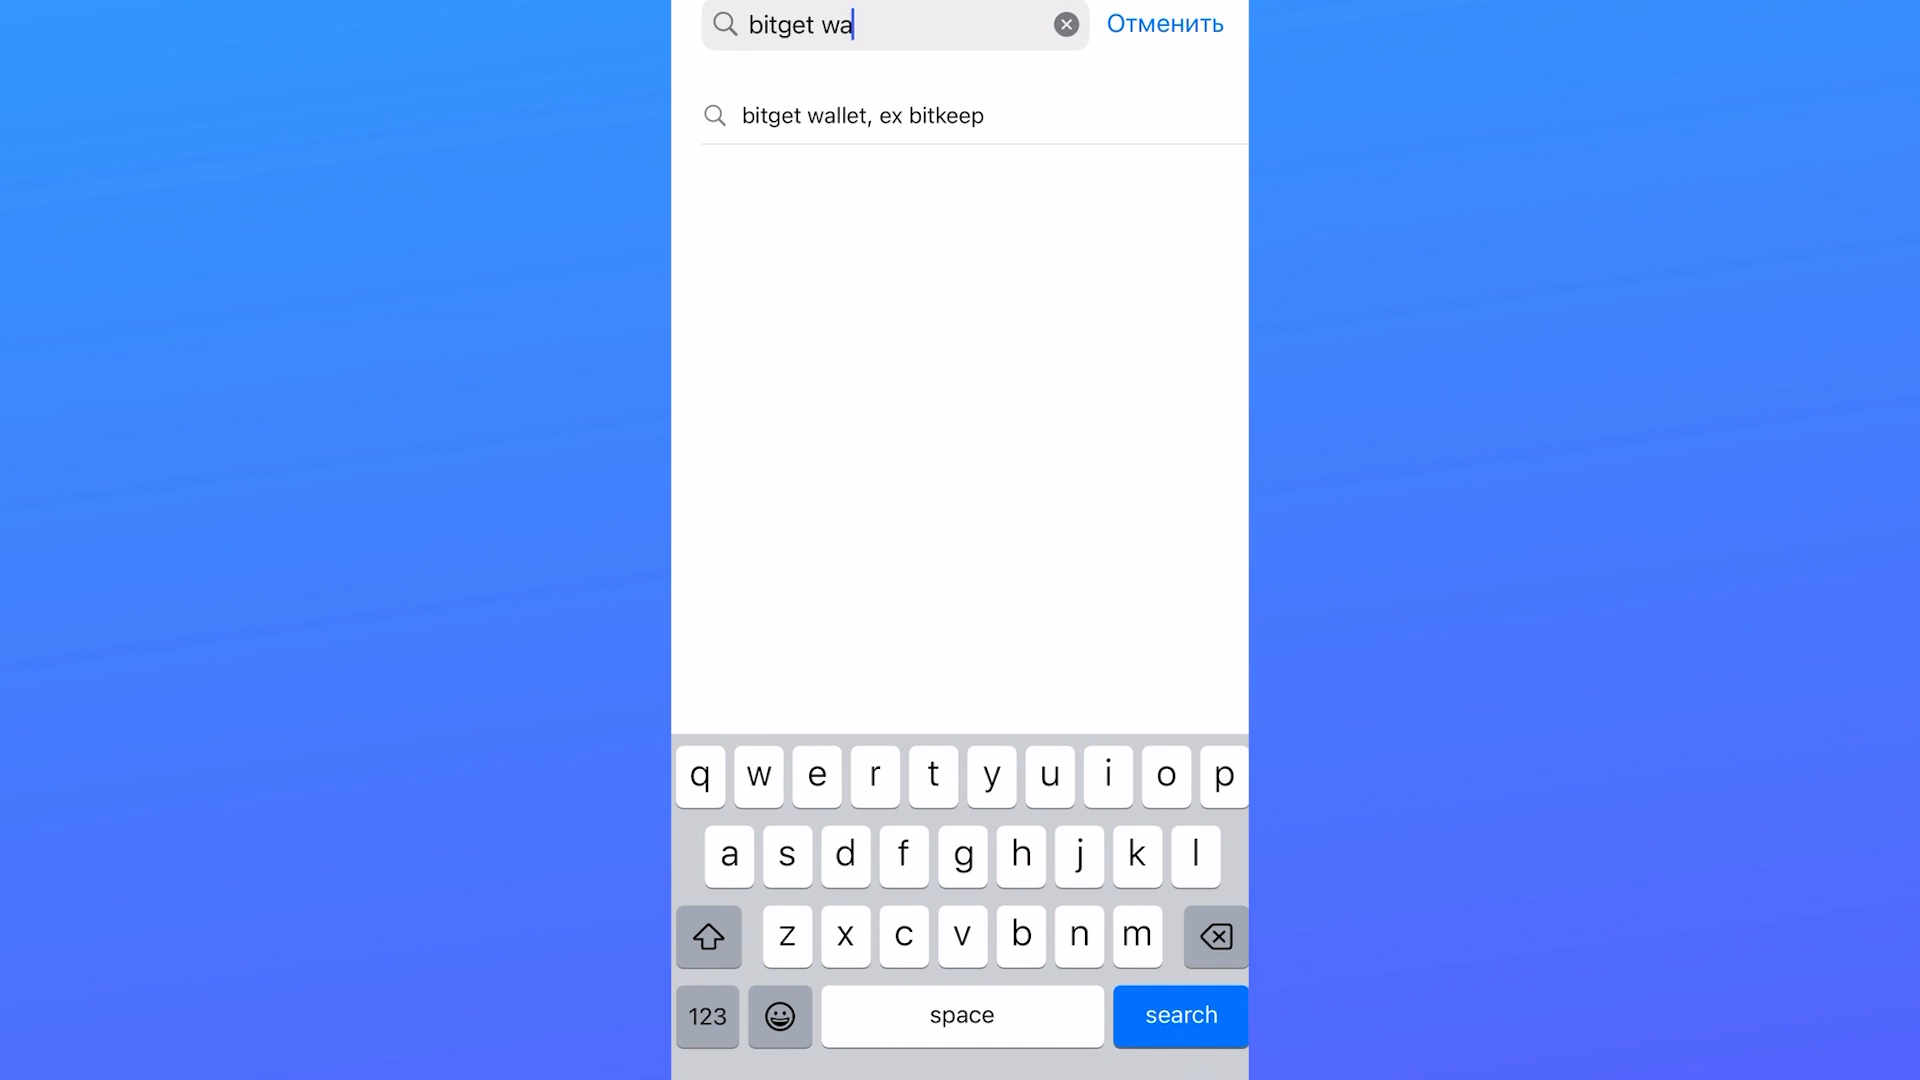 bitget wa
Отменить
bitget wallet, ex bitkeep
q w e r t y u i o p
a s d f g h j k l
z x c v b n m
123 space search